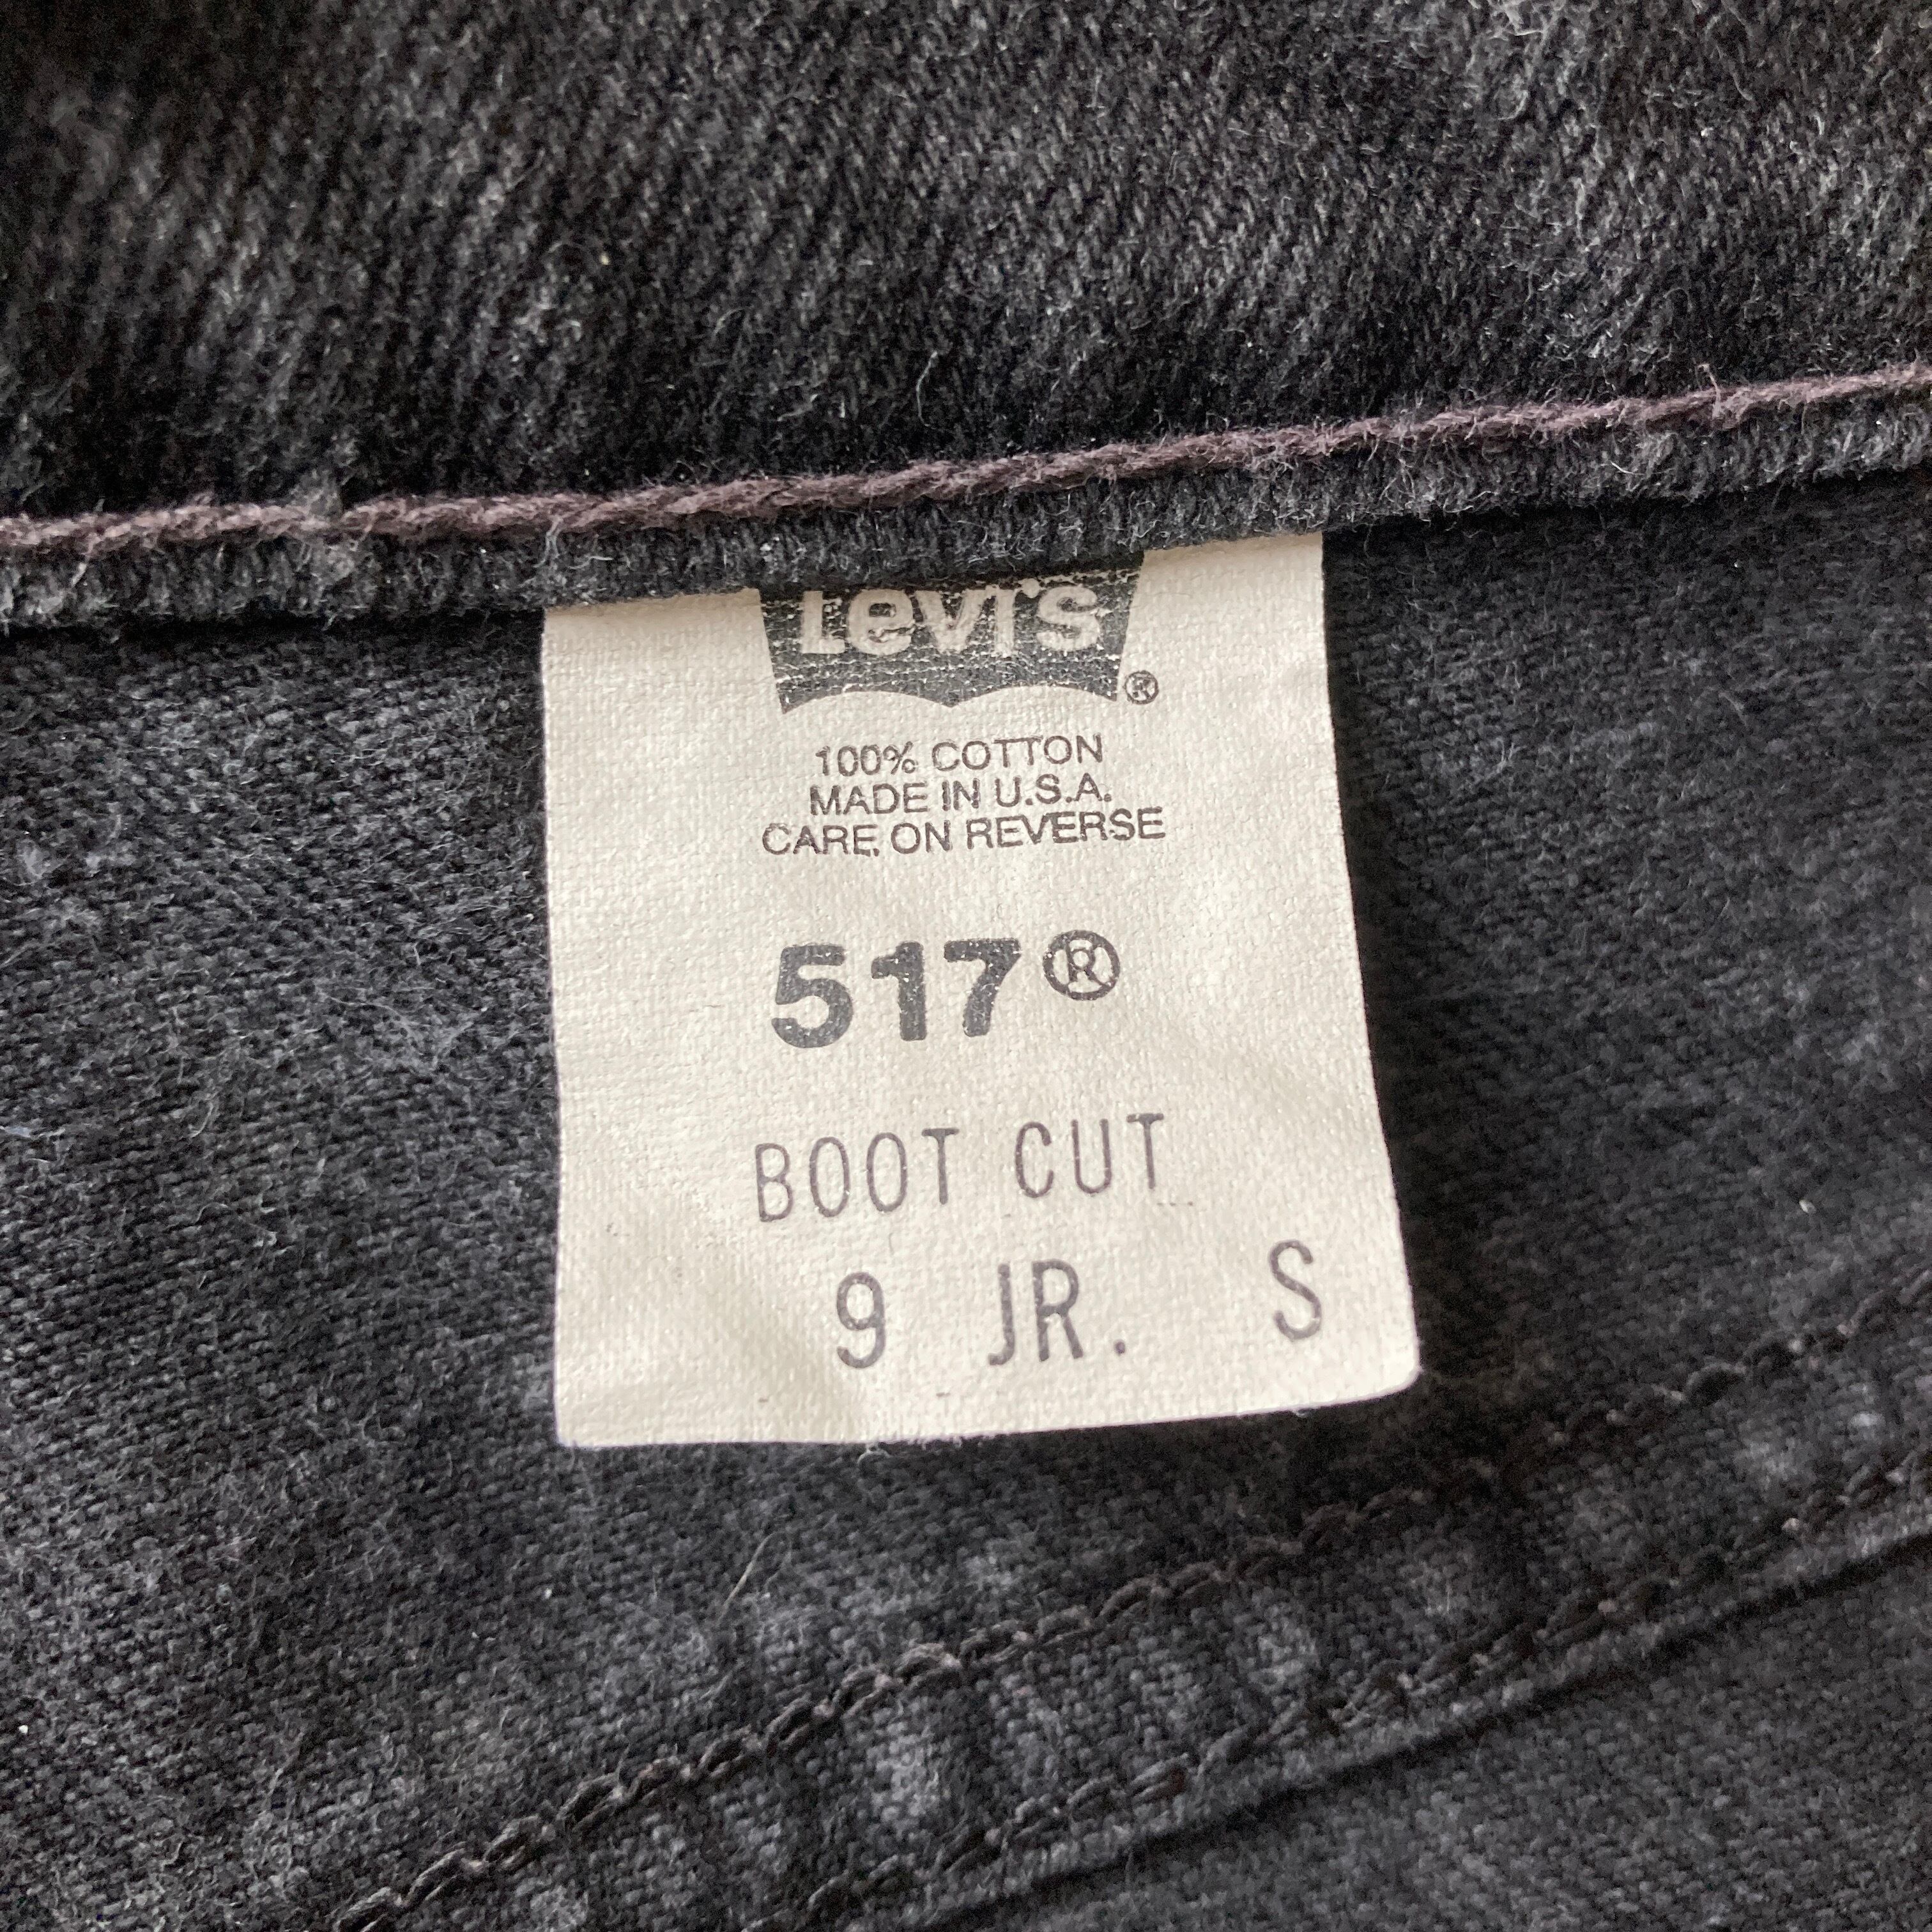 Levi's
®
100% COTTON
MADE IN U.S.A.
CARE ON REVERSE
517®
BOOT CUT
9 JR. S